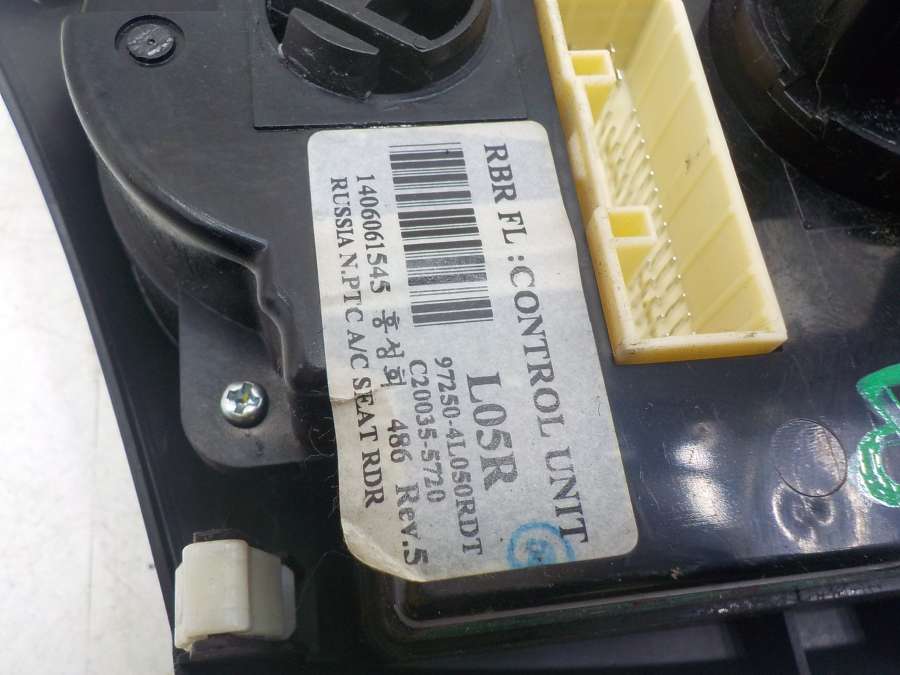 RBR FL : CONTROL UNIT
L05R
97250-4L050RDT
C20035-5720
1406061545 홍성희 486 Rev.5
RUSSIA N.PTC A/C SEAT RDR